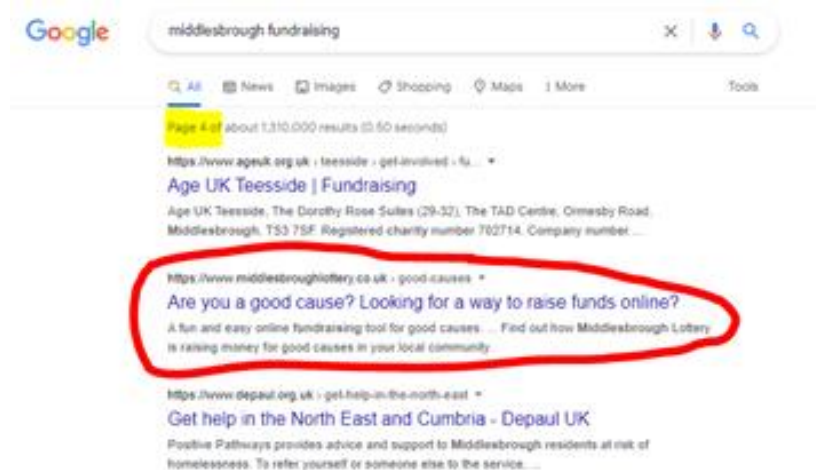 Google
middlesbrough fundraising
All News Images Shopping Maps More Tools
Page 4 of about 1,310,000 results (0.50 seconds)
https://www.ageuk.org.uk › teesside › get-involved › fu...
Age UK Teesside | Fundraising
Age UK Teesside, The Dorothy Rose Suites (29-32), The TAD Centre, Ormesby Road,
Middlesbrough, TS3 7SF. Registered charity number 702714. Company number ...
https://www.middlesbroughlottery.co.uk › good-causes
Are you a good cause? Looking for a way to raise funds online?
A fun and easy online fundraising tool for good causes. ... Find out how Middlesbrough Lottery
is raising money for good causes in your local community.
https://www.depaul.org.uk › get-help-in-the-north-east
Get help in the North East and Cumbria - Depaul UK
Positive Pathways provides advice and support to Middlesbrough residents at risk of
homelessness. To refer yourself or someone else to the service, ...